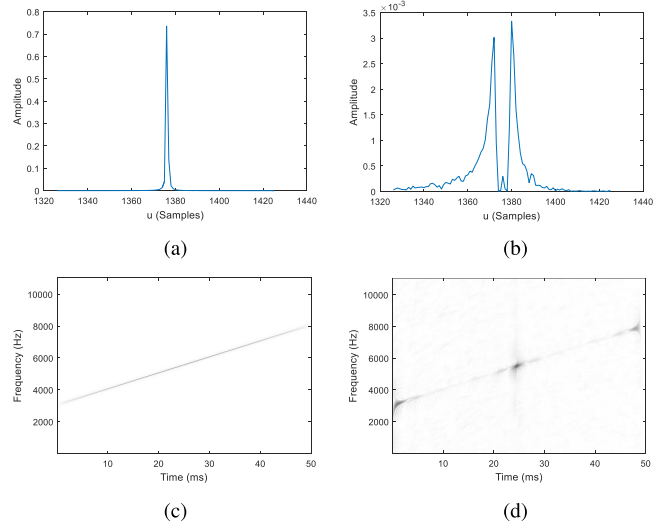 0.8
0.7
0.6
0.5
0.4
0.3
0.2
0.1
0
Amplitude
1320 1340 1360 1380 1400 1420 1440
u (Samples)
(a)
×10⁻³
3.5
3
2.5
2
1.5
1
0.5
0
Amplitude
1320 1340 1360 1380 1400 1420 1440
u (Samples)
(b)
10000
8000
6000
4000
2000
Frequency (Hz)
10 20 30 40 50
Time (ms)
(c)
10000
8000
6000
4000
2000
Frequency (Hz)
10 20 30 40 50
Time (ms)
(d)